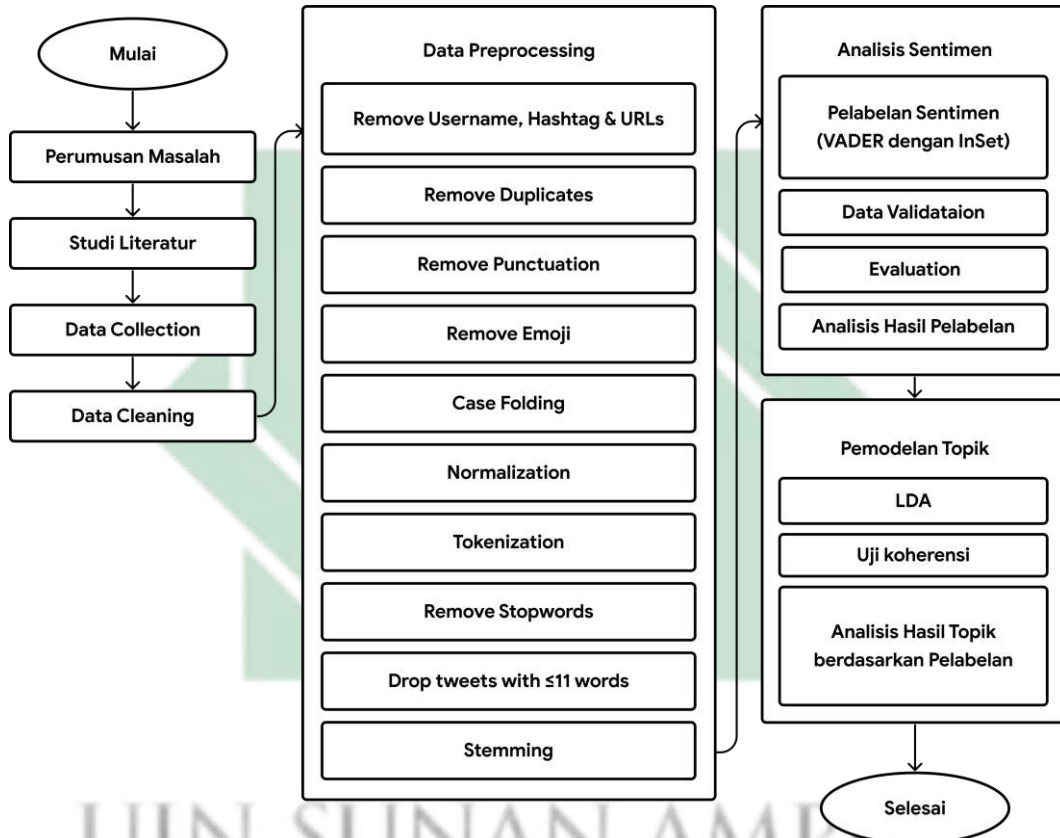 Mulai
Perumusan Masalah
Studi Literatur
Data Collection
Data Cleaning
Data Preprocessing
Remove Username, Hashtag & URLs
Remove Duplicates
Remove Punctuation
Remove Emoji
Case Folding
Normalization
Tokenization
Remove Stopwords
Drop tweets with ≤11 words
Stemming
Analisis Sentimen
Pelabelan Sentimen
(VADER dengan InSet)
Data Validataion
Evaluation
Analisis Hasil Pelabelan
Pemodelan Topik
LDA
Uji koherensi
Analisis Hasil Topik
berdasarkan Pelabelan
Selesai
UIN SUNAN